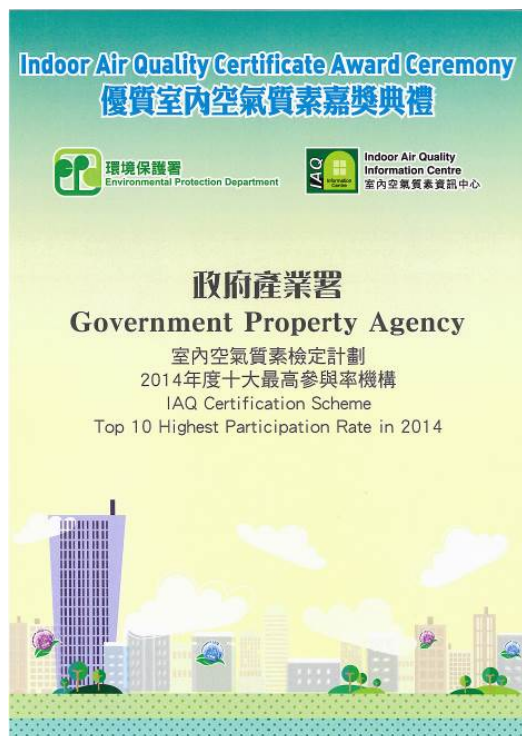 Indoor Air Quality Certificate Award Ceremony
優質室內空氣質素嘉獎典禮
環境保護署
Environmental Protection Department
IAQ
Information
Centre
Indoor Air Quality
Information Centre
室內空氣質素資訊中心
政府產業署
Government Property Agency
室內空氣質素檢定計劃
2014年度十大最高參與率機構
IAQ Certification Scheme
Top 10 Highest Participation Rate in 2014